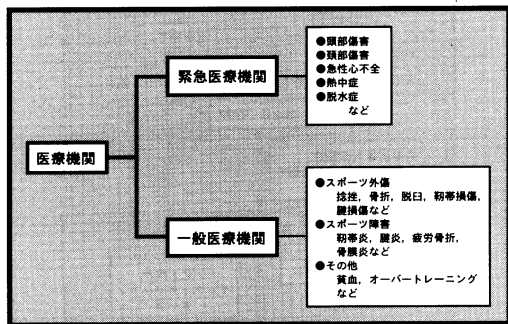 医療機関
緊急医療機関
●頭部傷害
●頸部傷害
●急性心不全
●熱中症
●脱水症
など
一般医療機関
●スポーツ外傷
捻挫，骨折，脱臼，靭帯損傷，
腱損傷など
●スポーツ障害
靭帯炎，腱炎，疲労骨折，
骨膜炎など
●その他
貧血，オーバートレーニング
など